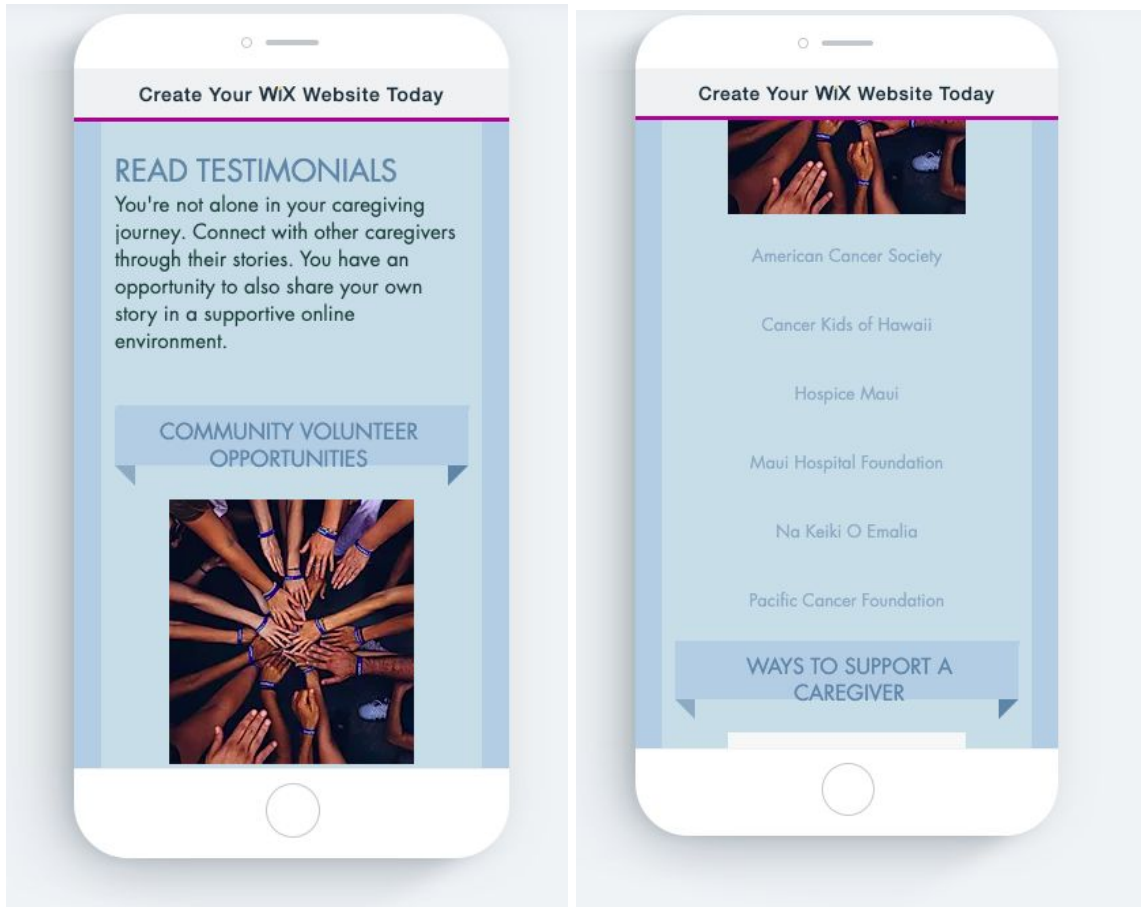 Create Your WiX Website Today
READ TESTIMONIALS
You're not alone in your caregiving
journey. Connect with other caregivers
through their stories. You have an
opportunity to also share your own
story in a supportive online
environment.
COMMUNITY VOLUNTEER
OPPORTUNITIES
Create Your WiX Website Today
American Cancer Society
Cancer Kids of Hawaii
Hospice Maui
Maui Hospital Foundation
Na Keiki O Emalia
Pacific Cancer Foundation
WAYS TO SUPPORT A
CAREGIVER